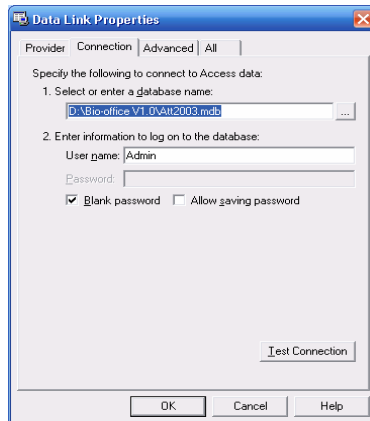 Data Link Properties
Provider Connection Advanced All
Specify the following to connect to Access data:
1. Select or enter a database name:
D:\Bio-office V1.0\Att2003.mdb ...
2. Enter information to log on to the database:
User name: Admin
Password:
Blank password Allow saving password
Test Connection
OK Cancel Help